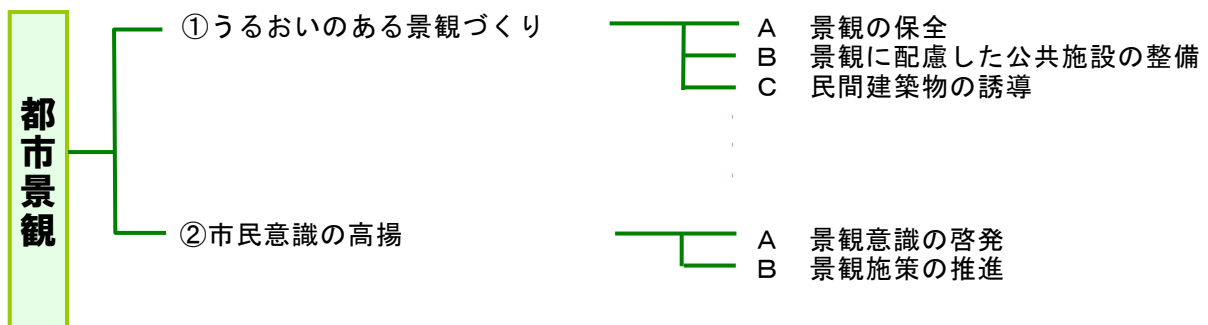 都市景観
①うるおいのある景観づくり
A 景観の保全
B 景観に配慮した公共施設の整備
C 民間建築物の誘導
②市民意識の高揚
A 景観意識の啓発
B 景観施策の推進